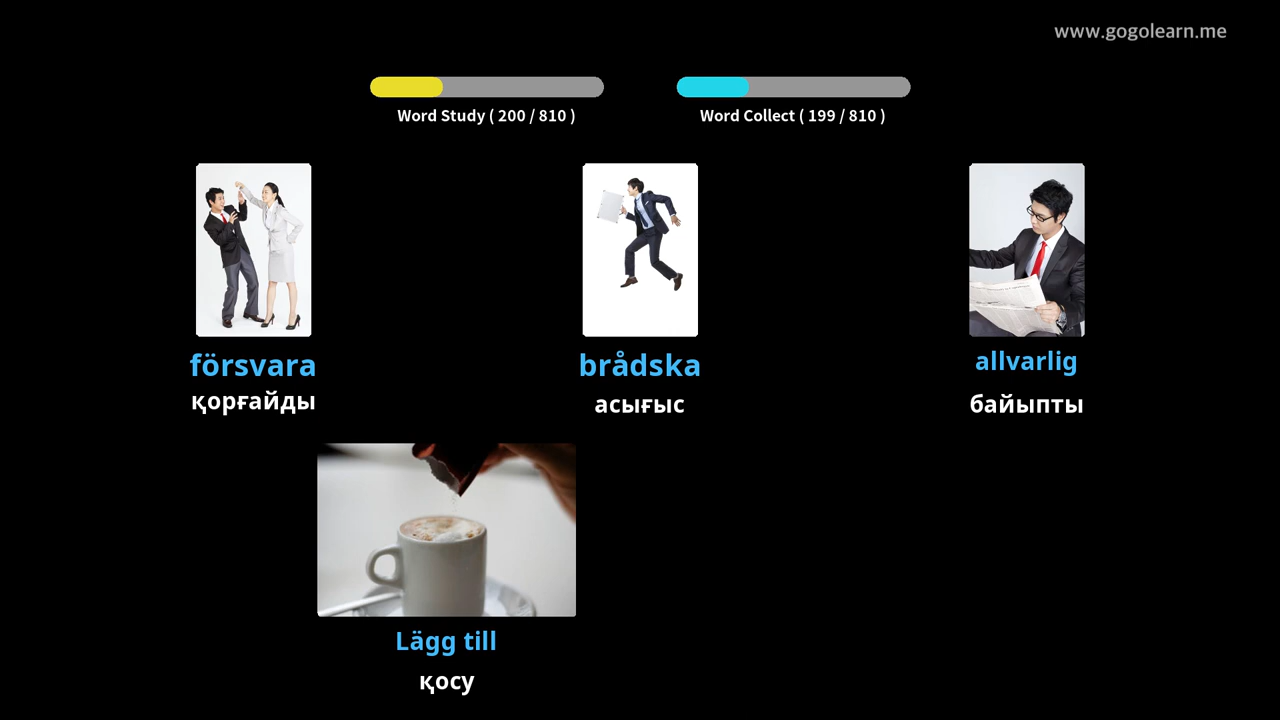 www.gogolearn.me
Word Study ( 200 / 810 )
Word Collect ( 199 / 810 )
försvara
қорғайды
brådska
асығыс
allvarlig
байыпты
Lägg till
қосу